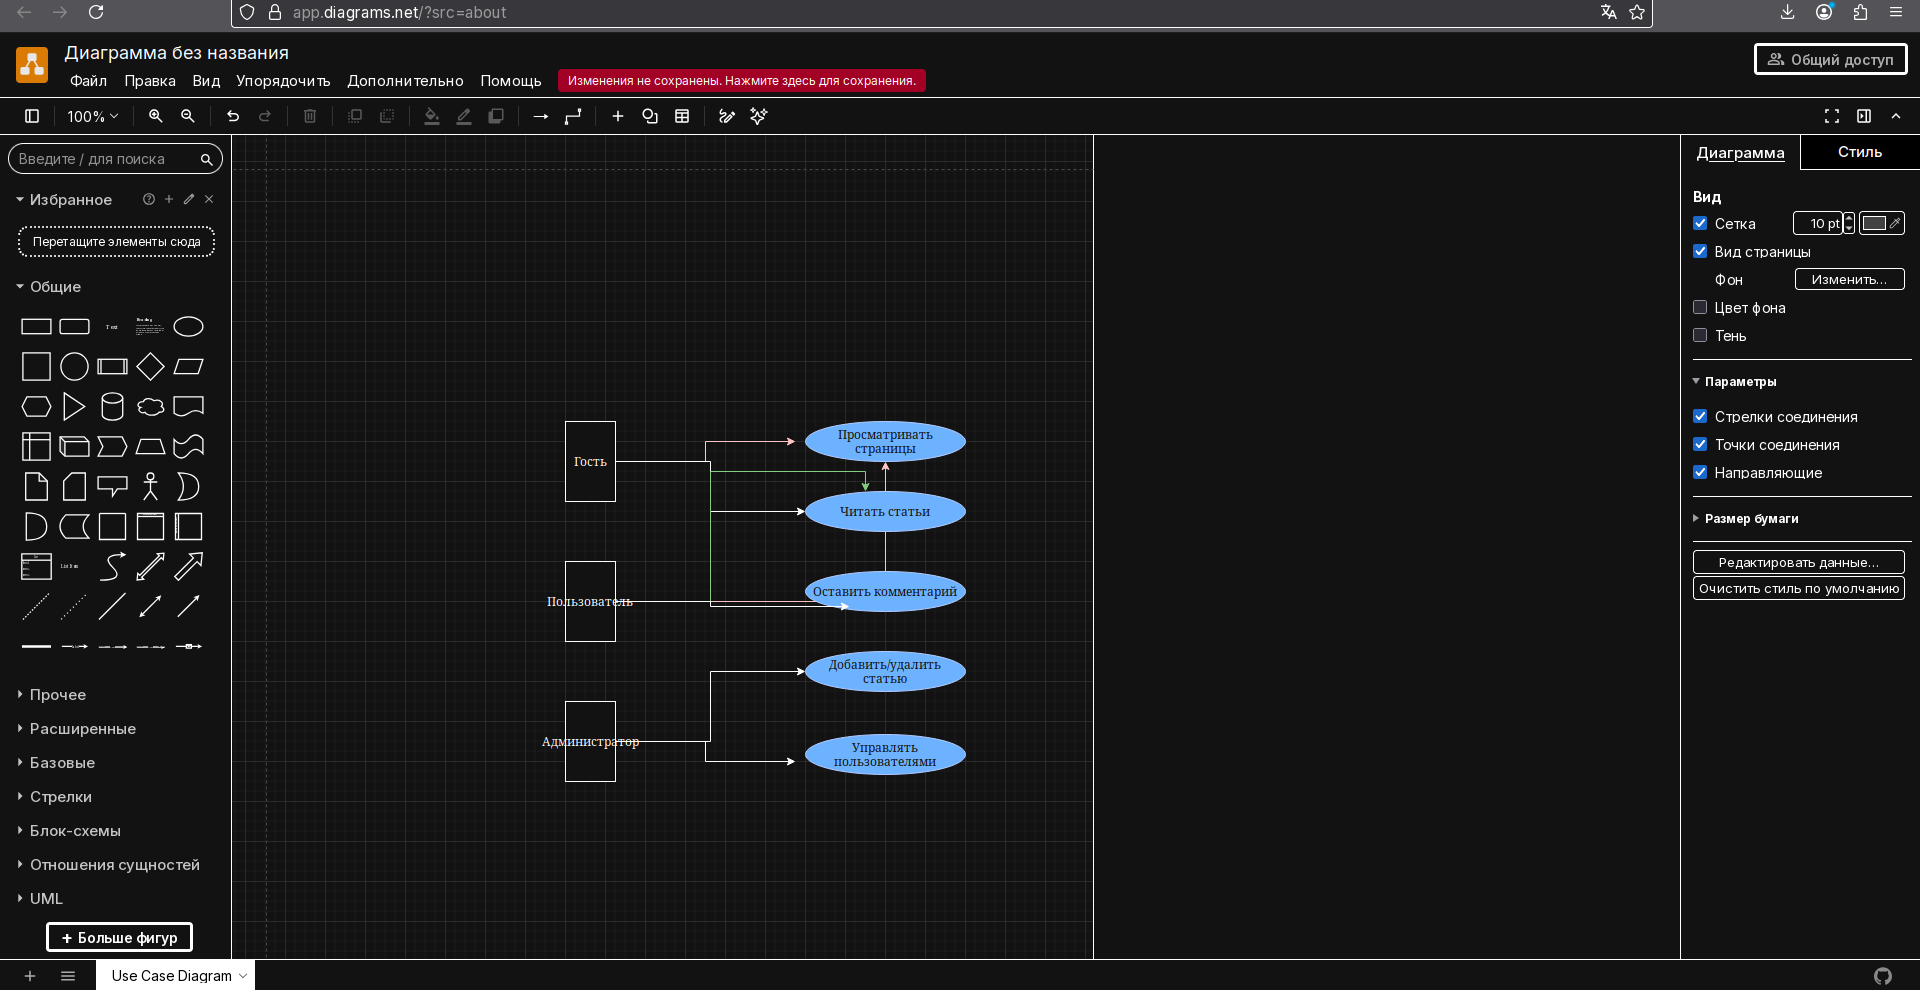 app.diagrams.net/?src=about
Диаграмма без названия
Общий доступ
Файл Правка Вид Упорядочить Дополнительно Помощь Изменения не сохранены. Нажмите здесь для сохранения.
100%
Введите / для поиска
Избранное
Перетащите элементы сюда
Общие
Text
Heading
List Item
Прочее
Расширенные
Базовые
Стрелки
Блок-схемы
Отношения сущностей
UML
+ Больше фигур
Просматривать
страницы
Гость
Читать статьи
Оставить комментарий
Пользователь
Добавить/удалить
статью
Администратор
Управлять
пользователями
Диаграмма Стиль
Вид
Сетка 10 pt
Вид страницы
Фон Изменить...
Цвет фона
Тень
Параметры
Стрелки соединения
Точки соединения
Направляющие
Размер бумаги
Редактировать данные...
Очистить стиль по умолчанию
Use Case Diagram